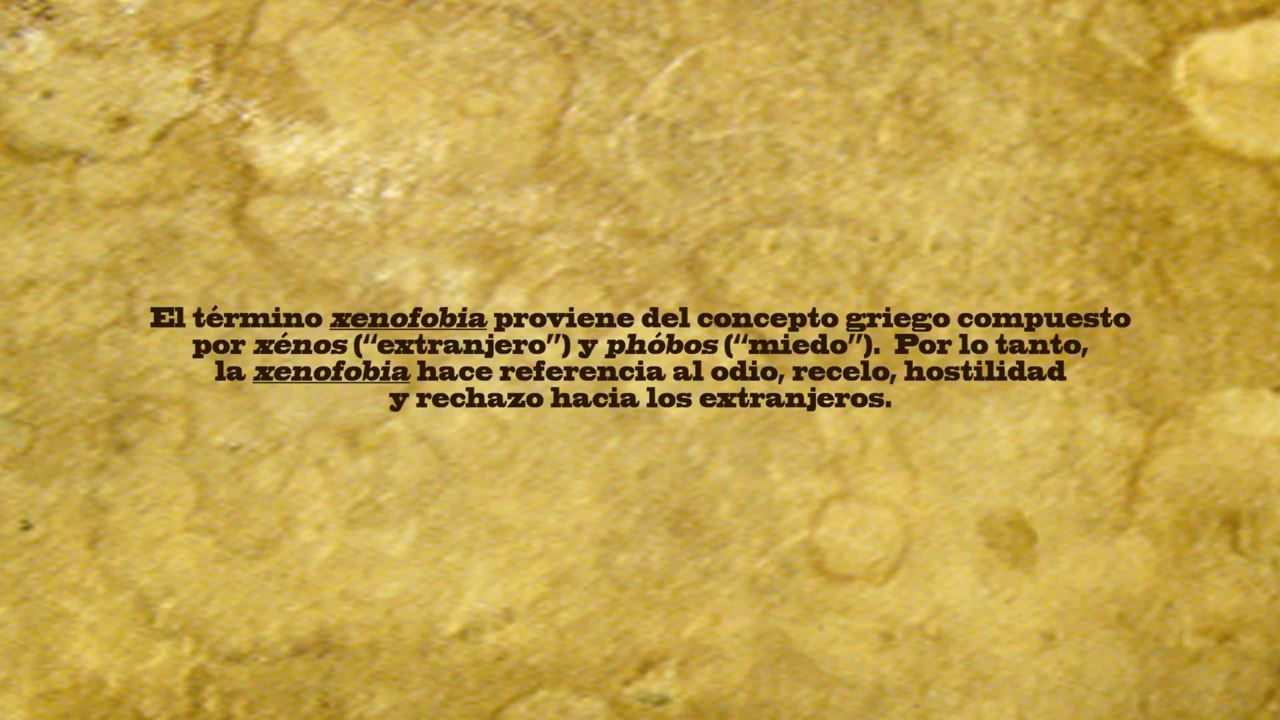 El término xenofobia proviene del concepto griego compuesto
por xénos (“extranjero”) y phóbos (“miedo”).  Por lo tanto,
la xenofobia hace referencia al odio, recelo, hostilidad
y rechazo hacia los extranjeros.